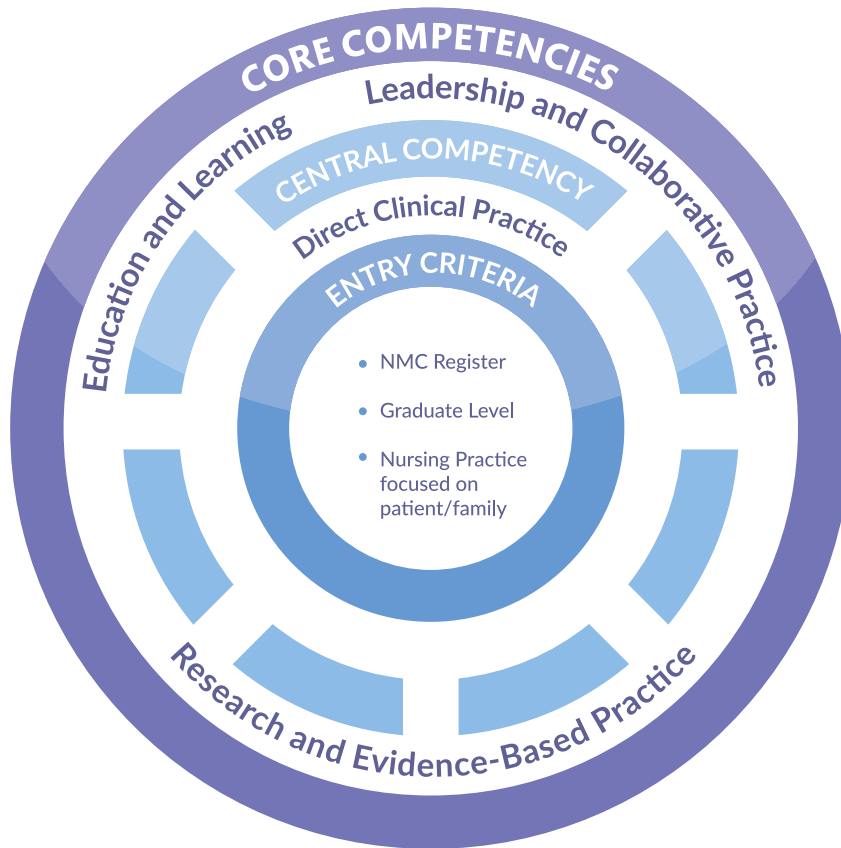 CORE COMPETENCIES
Leadership and Collaborative Practice
Education and Learning
CENTRAL COMPETENCY
Direct Clinical Practice
ENTRY CRITERIA
• NMC Register
• Graduate Level
• Nursing Practice
focused on
patient/family
Research and Evidence-Based Practice